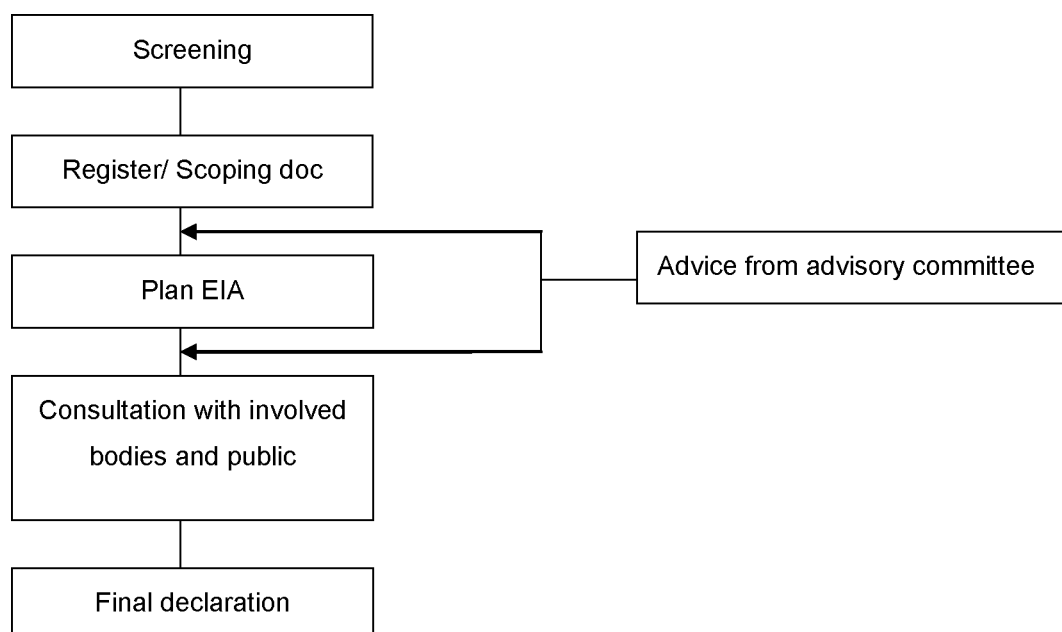 Screening
Register/ Scoping doc
Advice from advisory committee
Plan EIA
Consultation with involved
bodies and public
Final declaration